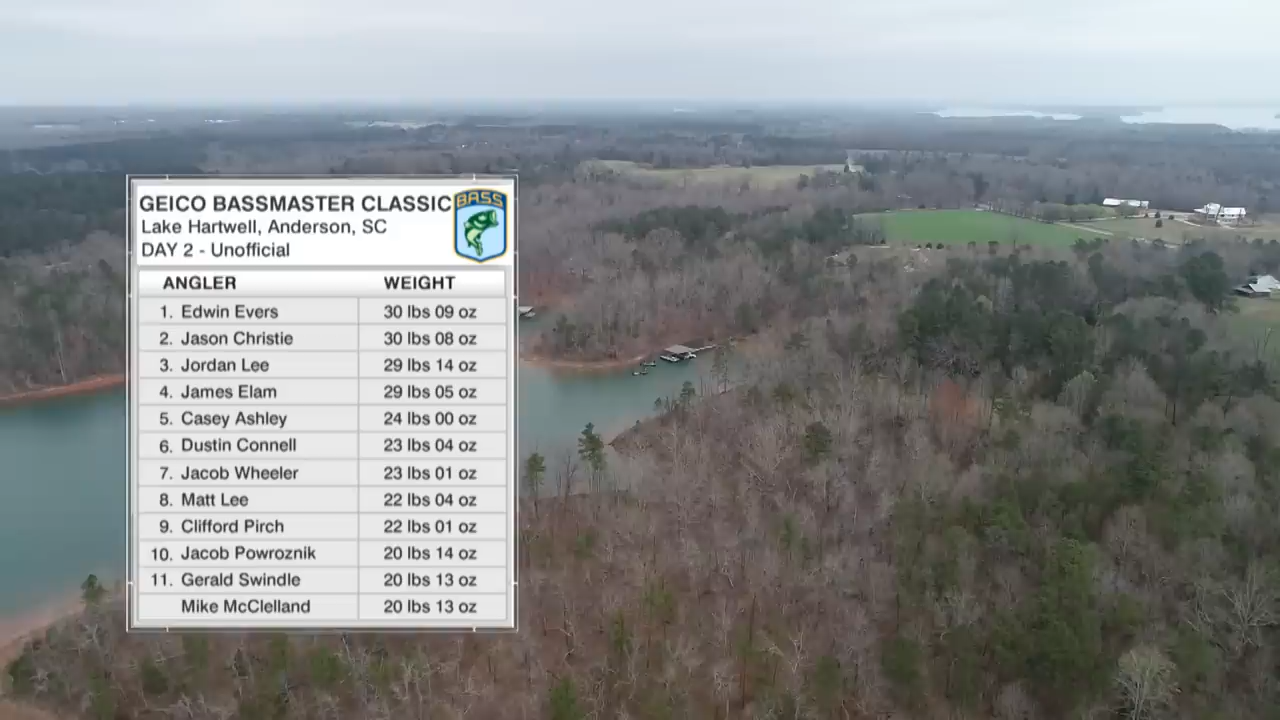 GEICO BASSMASTER CLASSIC
BASS
Lake Hartwell, Anderson, SC
DAY 2 - Unofficial
ANGLER WEIGHT
1. Edwin Evers 30 lbs 09 oz
2. Jason Christie 30 lbs 08 oz
3. Jordan Lee 29 lbs 14 oz
4. James Elam 29 lbs 05 oz
5. Casey Ashley 24 lbs 00 oz
6. Dustin Connell 23 lbs 04 oz
7. Jacob Wheeler 23 lbs 01 oz
8. Matt Lee 22 lbs 04 oz
9. Clifford Pirch 22 lbs 01 oz
10. Jacob Powroznik 20 lbs 14 oz
11. Gerald Swindle 20 lbs 13 oz
Mike McClelland 20 lbs 13 oz